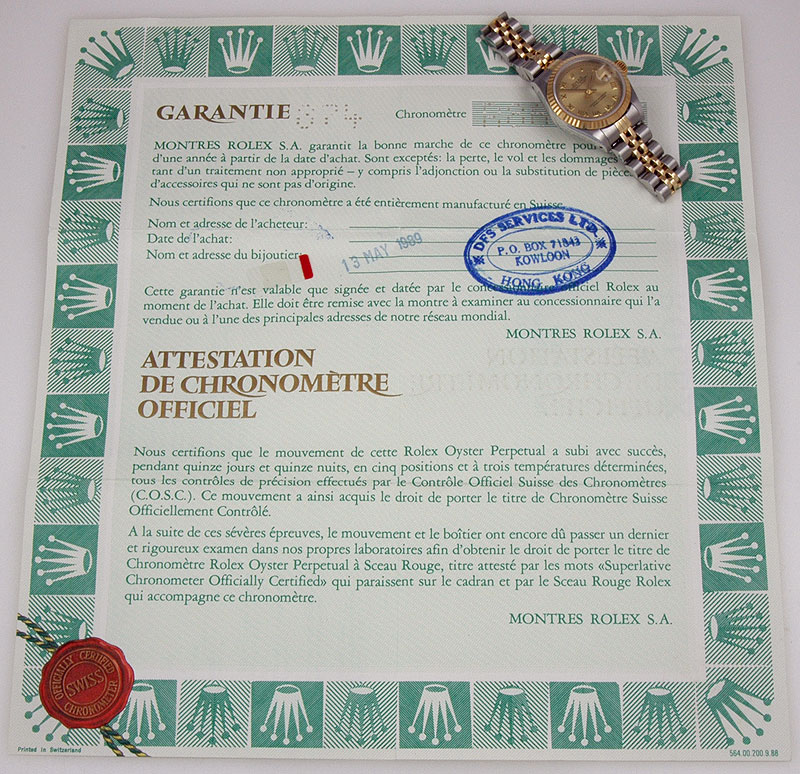 GARANTIE 674
Chronomètre
MONTRES ROLEX S.A. garantit la bonne marche de ce chronomètre
d'une année à partir de la date d'achat. Sont exceptés: la perte, le vol et les dommages
tant d'un traitement non approprié – y compris l'adjonction ou la substitution de
d'accessoires qui ne sont pas d'origine.
Nous certifions que ce chronomètre a été entièrement manufacturé en Suisse.
Nom et adresse de l'acheteur:
Date de l'achat:
Nom et adresse du bijoutier
13 MAY 1989
DFS SERVICES LTD.
P. O. BOX 71843
KOWLOON
HONG KONG
Cette garantie n'est valable que signée et datée par le officiel Rolex au
moment de l'achat. Elle doit être remise avec la montre à examiner au concessionnaire qui l'a
vendue ou à l'une des principales adresses de notre réseau mondial.
MONTRES ROLEX S.A.
ATTESTATION
DE CHRONOMÈTRE
OFFICIEL
Nous certifions que le mouvement de cette Rolex Oyster Perpetual a subi avec succès,
pendant quinze jours et quinze nuits, en cinq positions et à trois températures déterminées,
tous les contrôles de précision effectués par le Contrôle Officiel Suisse des Chronomètres
(C.O.S.C.). Ce mouvement a ainsi acquis le droit de porter le titre de Chronomètre Suisse
Officiellement Contrôlé.
A la suite de ces sévères épreuves, le mouvement et le boîtier ont encore dû passer un dernier
et rigoureux examen dans nos propres laboratoires afin d'obtenir le droit de porter le titre de
Chronomètre Rolex Oyster Perpetual à Sceau Rouge, titre attesté par les mots «Superlative
Chronometer Officially Certified» qui paraissent sur le cadran et par le Sceau Rouge Rolex
qui accompagne ce chronomètre.
MONTRES ROLEX S.A.
OFFICIALLY CERTIFIED
SWISS
CHRONOMETER
Printed in Switzerland
564.00.200.9.88